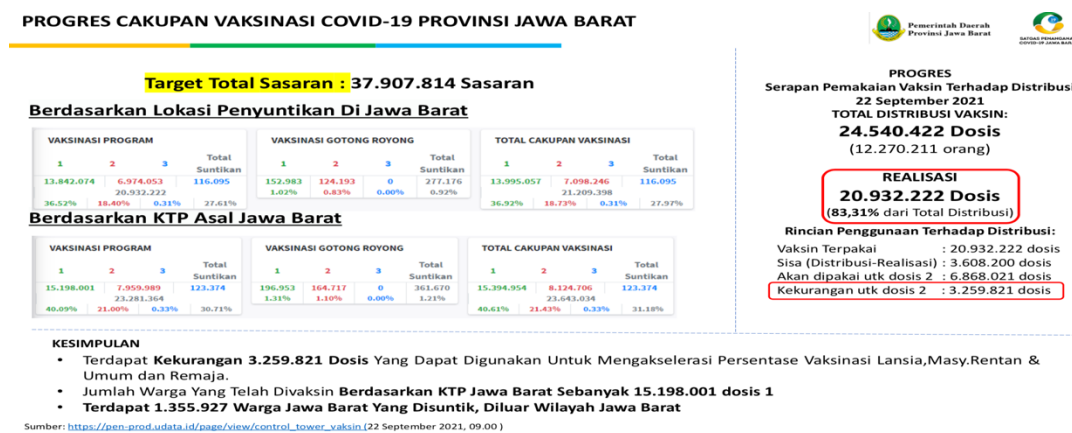 PROGRES CAKUPAN VAKSINASI COVID-19 PROVINSI JAWA BARAT
Pemerintah Daerah
Provinsi Jawa Barat
SATGAS PENANGANAN
COVID-19 JAWA BARAT
Target Total Sasaran : 37.907.814 Sasaran
Berdasarkan Lokasi Penyuntikan Di Jawa Barat
VAKSINASI PROGRAM
1 2 3 Total Suntikan
13.842.074 6.974.053 116.095
20.932.222
36.52% 18.40% 0.31% 27.61%
VAKSINASI GOTONG ROYONG
1 2 3 Total Suntikan
152.983 124.193 0 277.176
1.02% 0.83% 0.00% 0.92%
TOTAL CAKUPAN VAKSINASI
1 2 3 Total Suntikan
13.995.057 7.098.246 116.095
21.209.398
36.92% 18.73% 0.31% 27.97%
Berdasarkan KTP Asal Jawa Barat
VAKSINASI PROGRAM
1 2 3 Total Suntikan
15.198.001 7.959.989 123.374
23.281.364
40.09% 21.00% 0.33% 30.71%
VAKSINASI GOTONG ROYONG
1 2 3 Total Suntikan
196.953 164.717 0 361.670
1.31% 1.10% 0.00% 1.21%
TOTAL CAKUPAN VAKSINASI
1 2 3 Total Suntikan
15.394.954 8.124.706 123.374
23.643.034
40.61% 21.43% 0.33% 31.18%
PROGRES
Serapan Pemakaian Vaksin Terhadap Distribusi
22 September 2021
TOTAL DISTRIBUSI VAKSIN:
24.540.422 Dosis
(12.270.211 orang)
REALISASI
20.932.222 Dosis
(83,31% dari Total Distribusi)
Rincian Penggunaan Terhadap Distribusi:
Vaksin Terpakai : 20.932.222 dosis
Sisa (Distribusi-Realisasi) : 3.608.200 dosis
Akan dipakai utk dosis 2 : 6.868.021 dosis
Kekurangan utk dosis 2 : 3.259.821 dosis
KESIMPULAN
• Terdapat Kekurangan 3.259.821 Dosis Yang Dapat Digunakan Untuk Mengakselerasi Persentase Vaksinasi Lansia,Masy.Rentan &
Umum dan Remaja.
• Jumlah Warga Yang Telah Divaksin Berdasarkan KTP Jawa Barat Sebanyak 15.198.001 dosis 1
• Terdapat 1.355.927 Warga Jawa Barat Yang Disuntik, Diluar Wilayah Jawa Barat
Sumber: https://pen-prod.udata.id/page/view/control_tower_vaksin (22 September 2021, 09.00 )